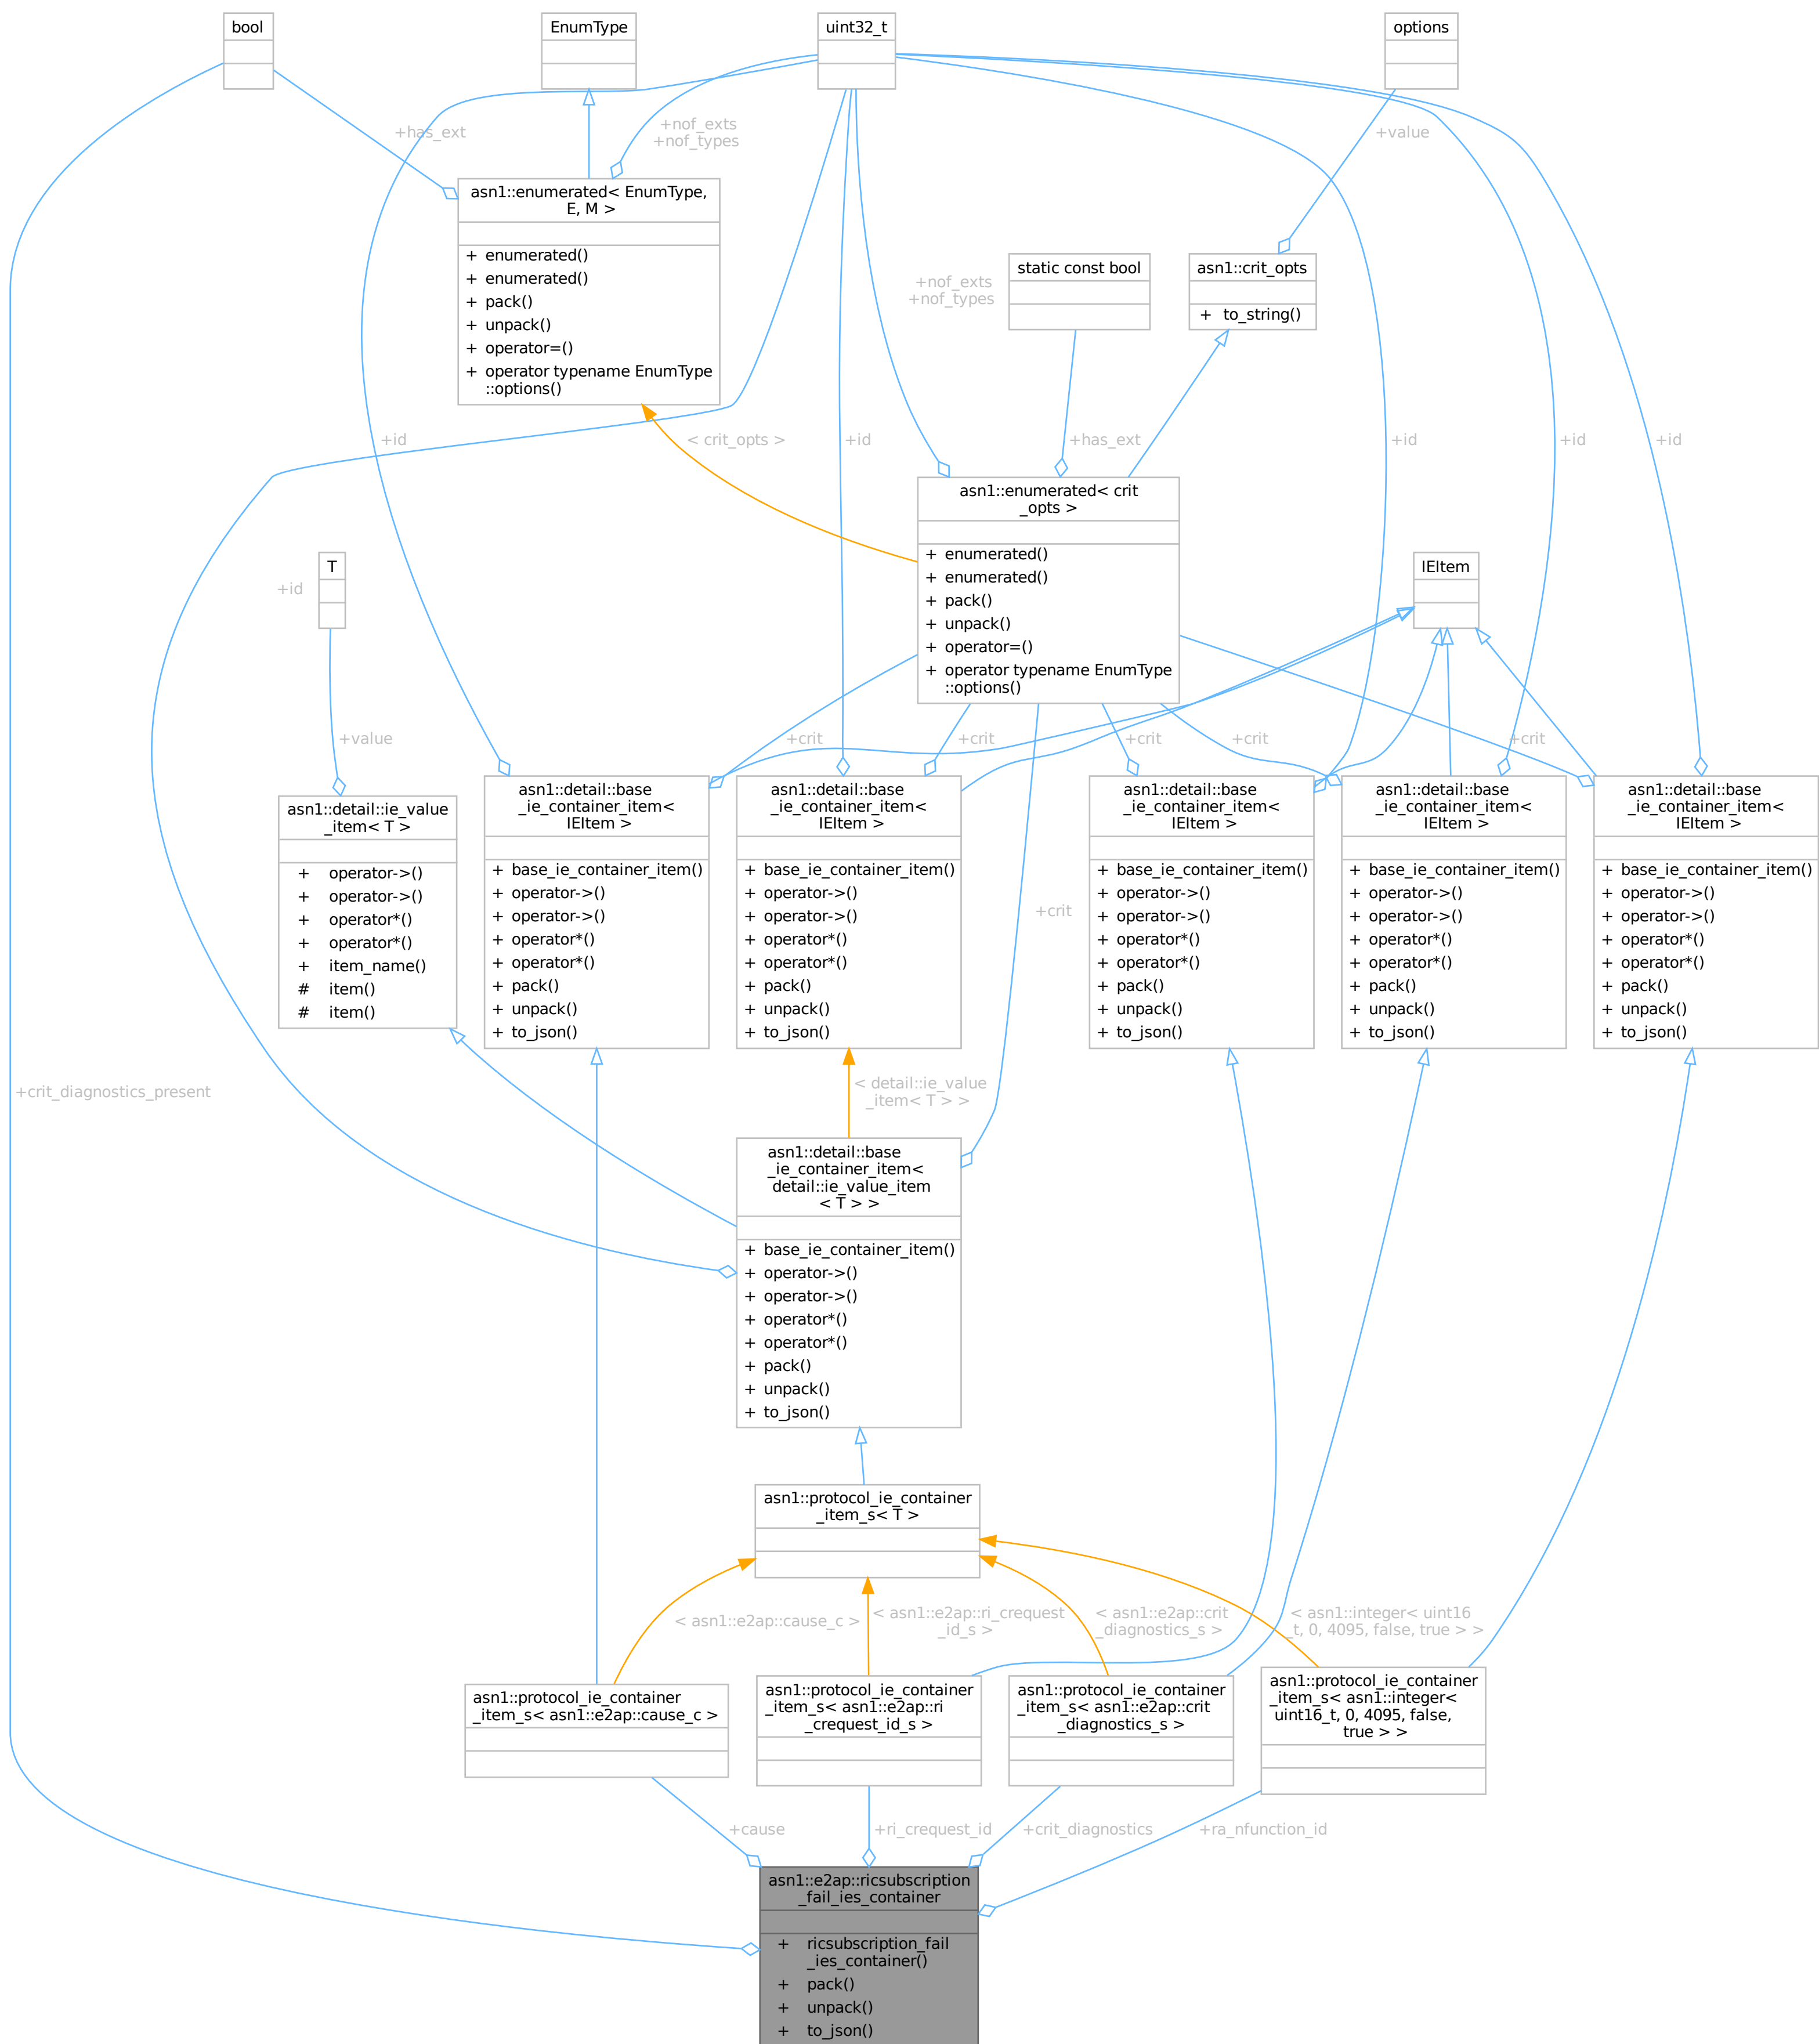 bool
EnumType
uint32_t
options
+has_ext
+nof_exts
+nof_types
+value
asn1::enumerated< EnumType,
E, M >
+ enumerated()
+ enumerated()
+ pack()
+ unpack()
+ operator=()
+ operator typename EnumType
::options()
+nof_exts
+nof_types
static const bool
asn1::crit_opts
+ to_string()
+id
< crit_opts >
+id
+has_ext
+id
+id
+id
asn1::enumerated< crit
_opts >
+ enumerated()
+ enumerated()
+ pack()
+ unpack()
+ operator=()
+ operator typename EnumType
::options()
+id
T
IEItem
+value
+crit
+crit
+crit
+crit
+crit
asn1::detail::ie_value
_item< T >
+ operator->()
+ operator->()
+ operator*()
+ operator*()
+ item_name()
# item()
# item()
asn1::detail::base
_ie_container_item<
IEItem >
+ base_ie_container_item()
+ operator->()
+ operator->()
+ operator*()
+ operator*()
+ pack()
+ unpack()
+ to_json()
asn1::detail::base
_ie_container_item<
IEItem >
+ base_ie_container_item()
+ operator->()
+ operator->()
+ operator*()
+ operator*()
+ pack()
+ unpack()
+ to_json()
+crit
asn1::detail::base
_ie_container_item<
IEItem >
+ base_ie_container_item()
+ operator->()
+ operator->()
+ operator*()
+ operator*()
+ pack()
+ unpack()
+ to_json()
asn1::detail::base
_ie_container_item<
IEItem >
+ base_ie_container_item()
+ operator->()
+ operator->()
+ operator*()
+ operator*()
+ pack()
+ unpack()
+ to_json()
asn1::detail::base
_ie_container_item<
IEItem >
+ base_ie_container_item()
+ operator->()
+ operator->()
+ operator*()
+ operator*()
+ pack()
+ unpack()
+ to_json()
+crit_diagnostics_present
< detail::ie_value
_item< T > >
asn1::detail::base
_ie_container_item<
detail::ie_value_item
< T > >
+ base_ie_container_item()
+ operator->()
+ operator->()
+ operator*()
+ operator*()
+ pack()
+ unpack()
+ to_json()
asn1::protocol_ie_container
_item_s< T >
< asn1::e2ap::cause_c >
< asn1::e2ap::ri_crequest
_id_s >
< asn1::e2ap::crit
_diagnostics_s >
< asn1::integer< uint16
_t, 0, 4095, false, true > >
asn1::protocol_ie_container
_item_s< asn1::e2ap::cause_c >
asn1::protocol_ie_container
_item_s< asn1::e2ap::ri
_crequest_id_s >
asn1::protocol_ie_container
_item_s< asn1::e2ap::crit
_diagnostics_s >
asn1::protocol_ie_container
_item_s< asn1::integer<
uint16_t, 0, 4095, false,
true > >
+cause
+ri_crequest_id
+crit_diagnostics
+ra_nfunction_id
asn1::e2ap::ricsubscription
_fail_ies_container
+ ricsubscription_fail
_ies_container()
+ pack()
+ unpack()
+ to_json()